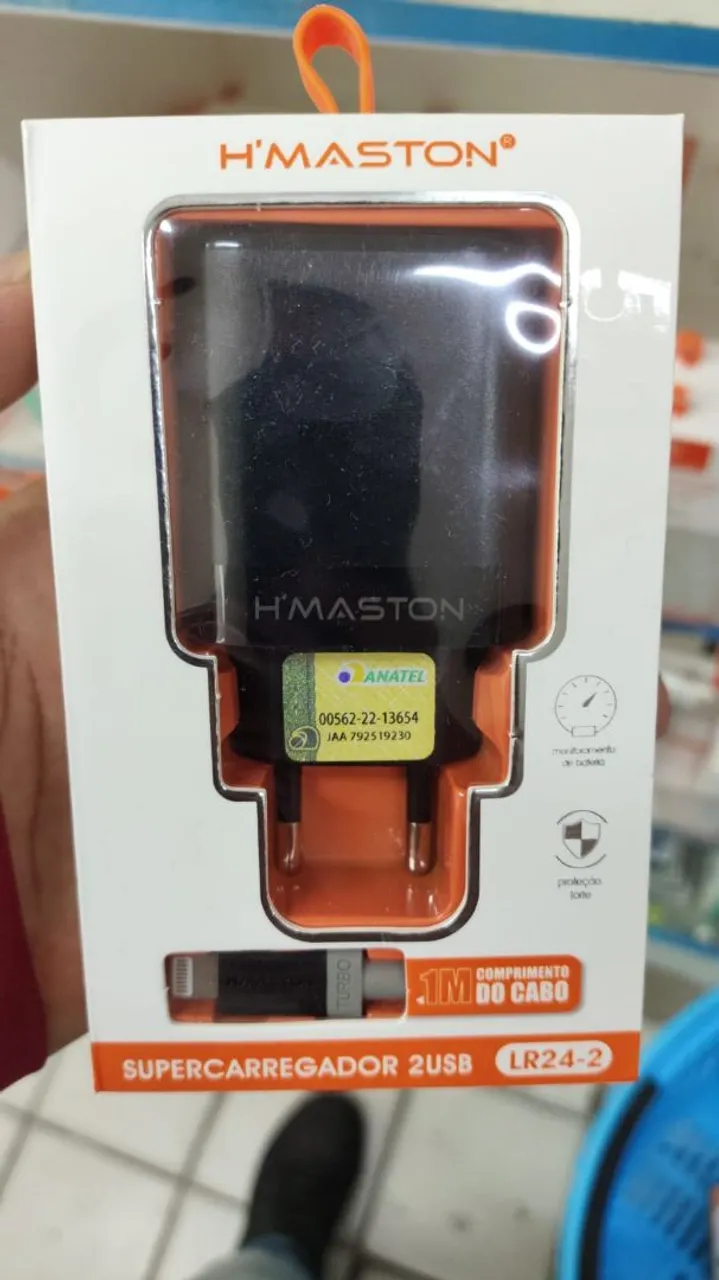 H'MASTON®
H'MASTON
ANATEL
00562-22-13654
JAA 792519230
monitoramento
de bateria
proteção
forte
TURBO
1M COMPRIMENTO
DO CABO
SUPERCARREGADOR 2USB LR24-2